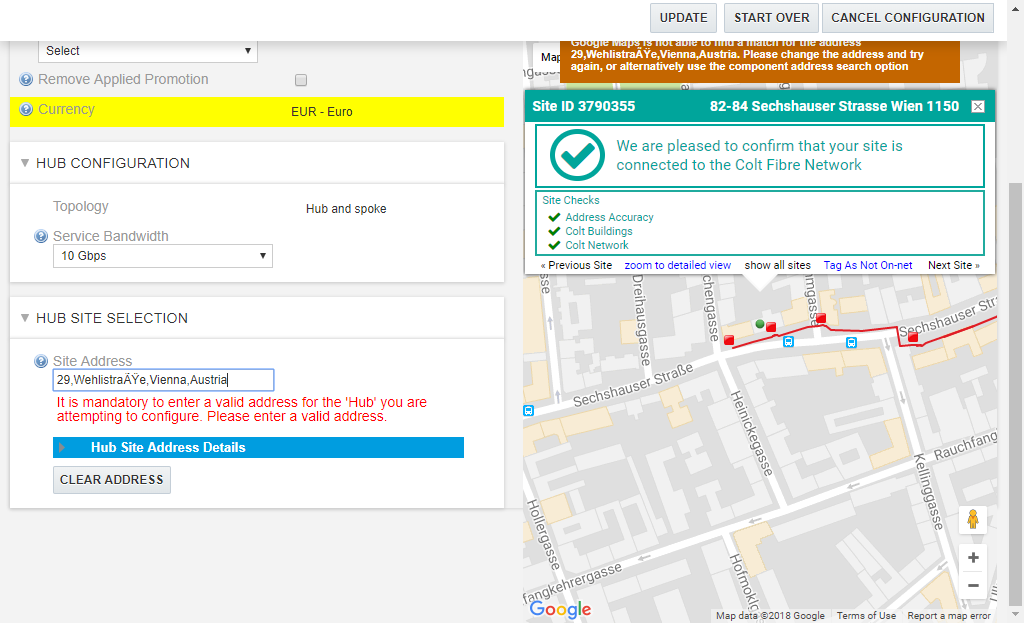 UPDATE
START OVER
CANCEL CONFIGURATION
Select
Remove Applied Promotion
Currency
EUR - Euro
HUB CONFIGURATION
Topology
Hub and spoke
Service Bandwidth
10 Gbps
HUB SITE SELECTION
Site Address
29,WehlistraÃŸe,Vienna,Austria
It is mandatory to enter a valid address for the 'Hub' you are
attempting to configure. Please enter a valid address.
Hub Site Address Details
CLEAR ADDRESS
Map
Google Maps is not able to find a match for the address
29,WehlistraÃŸe,Vienna,Austria. Please change the address and try
again, or alternatively use the component address search option
Site ID 3790355
82-84 Sechshauser Strasse Wien 1150
We are pleased to confirm that your site is
connected to the Colt Fibre Network
Site Checks
Address Accuracy
Colt Buildings
Colt Network
« Previous Site
zoom to detailed view
show all sites
Tag As Not On-net
Next Site »
Dreihausgasse
chengasse
mgasse
Sechshauser Str
Sechshauser Straße
Heinickegasse
Rauchfang
Kellinggasse
Hollergasse
fangkehrergasse
Hofmokl
Google
Map data ©2018 Google
Terms of Use
Report a map error